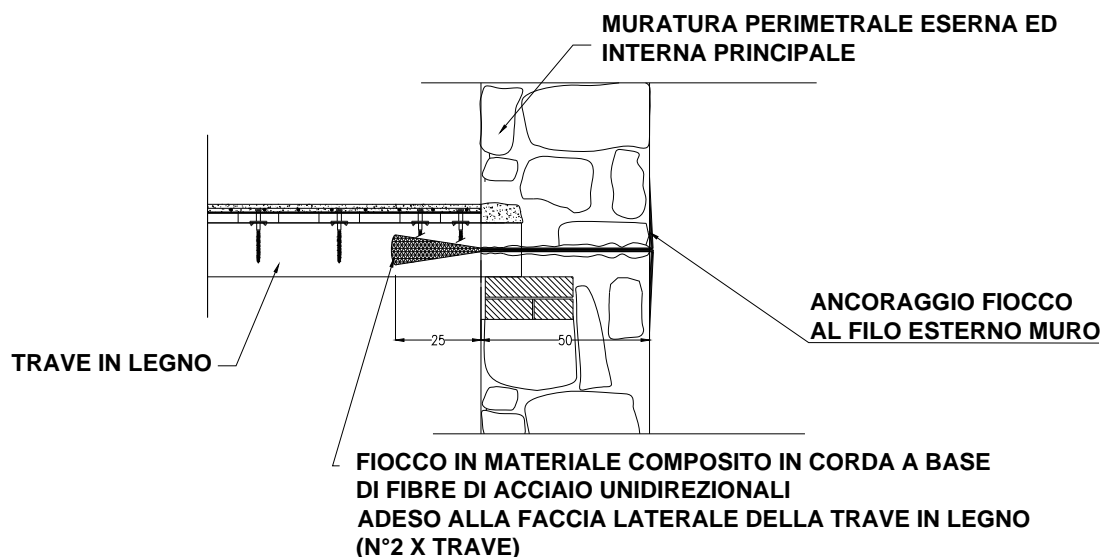 MURATURA PERIMETRALE ESERNA ED
INTERNA PRINCIPALE
ANCORAGGIO FIOCCO
AL FILO ESTERNO MURO
25
50
TRAVE IN LEGNO
FIOCCO IN MATERIALE COMPOSITO IN CORDA A BASE
DI FIBRE DI ACCIAIO UNIDIREZIONALI
ADESO ALLA FACCIA LATERALE DELLA TRAVE IN LEGNO
(N°2 X TRAVE)